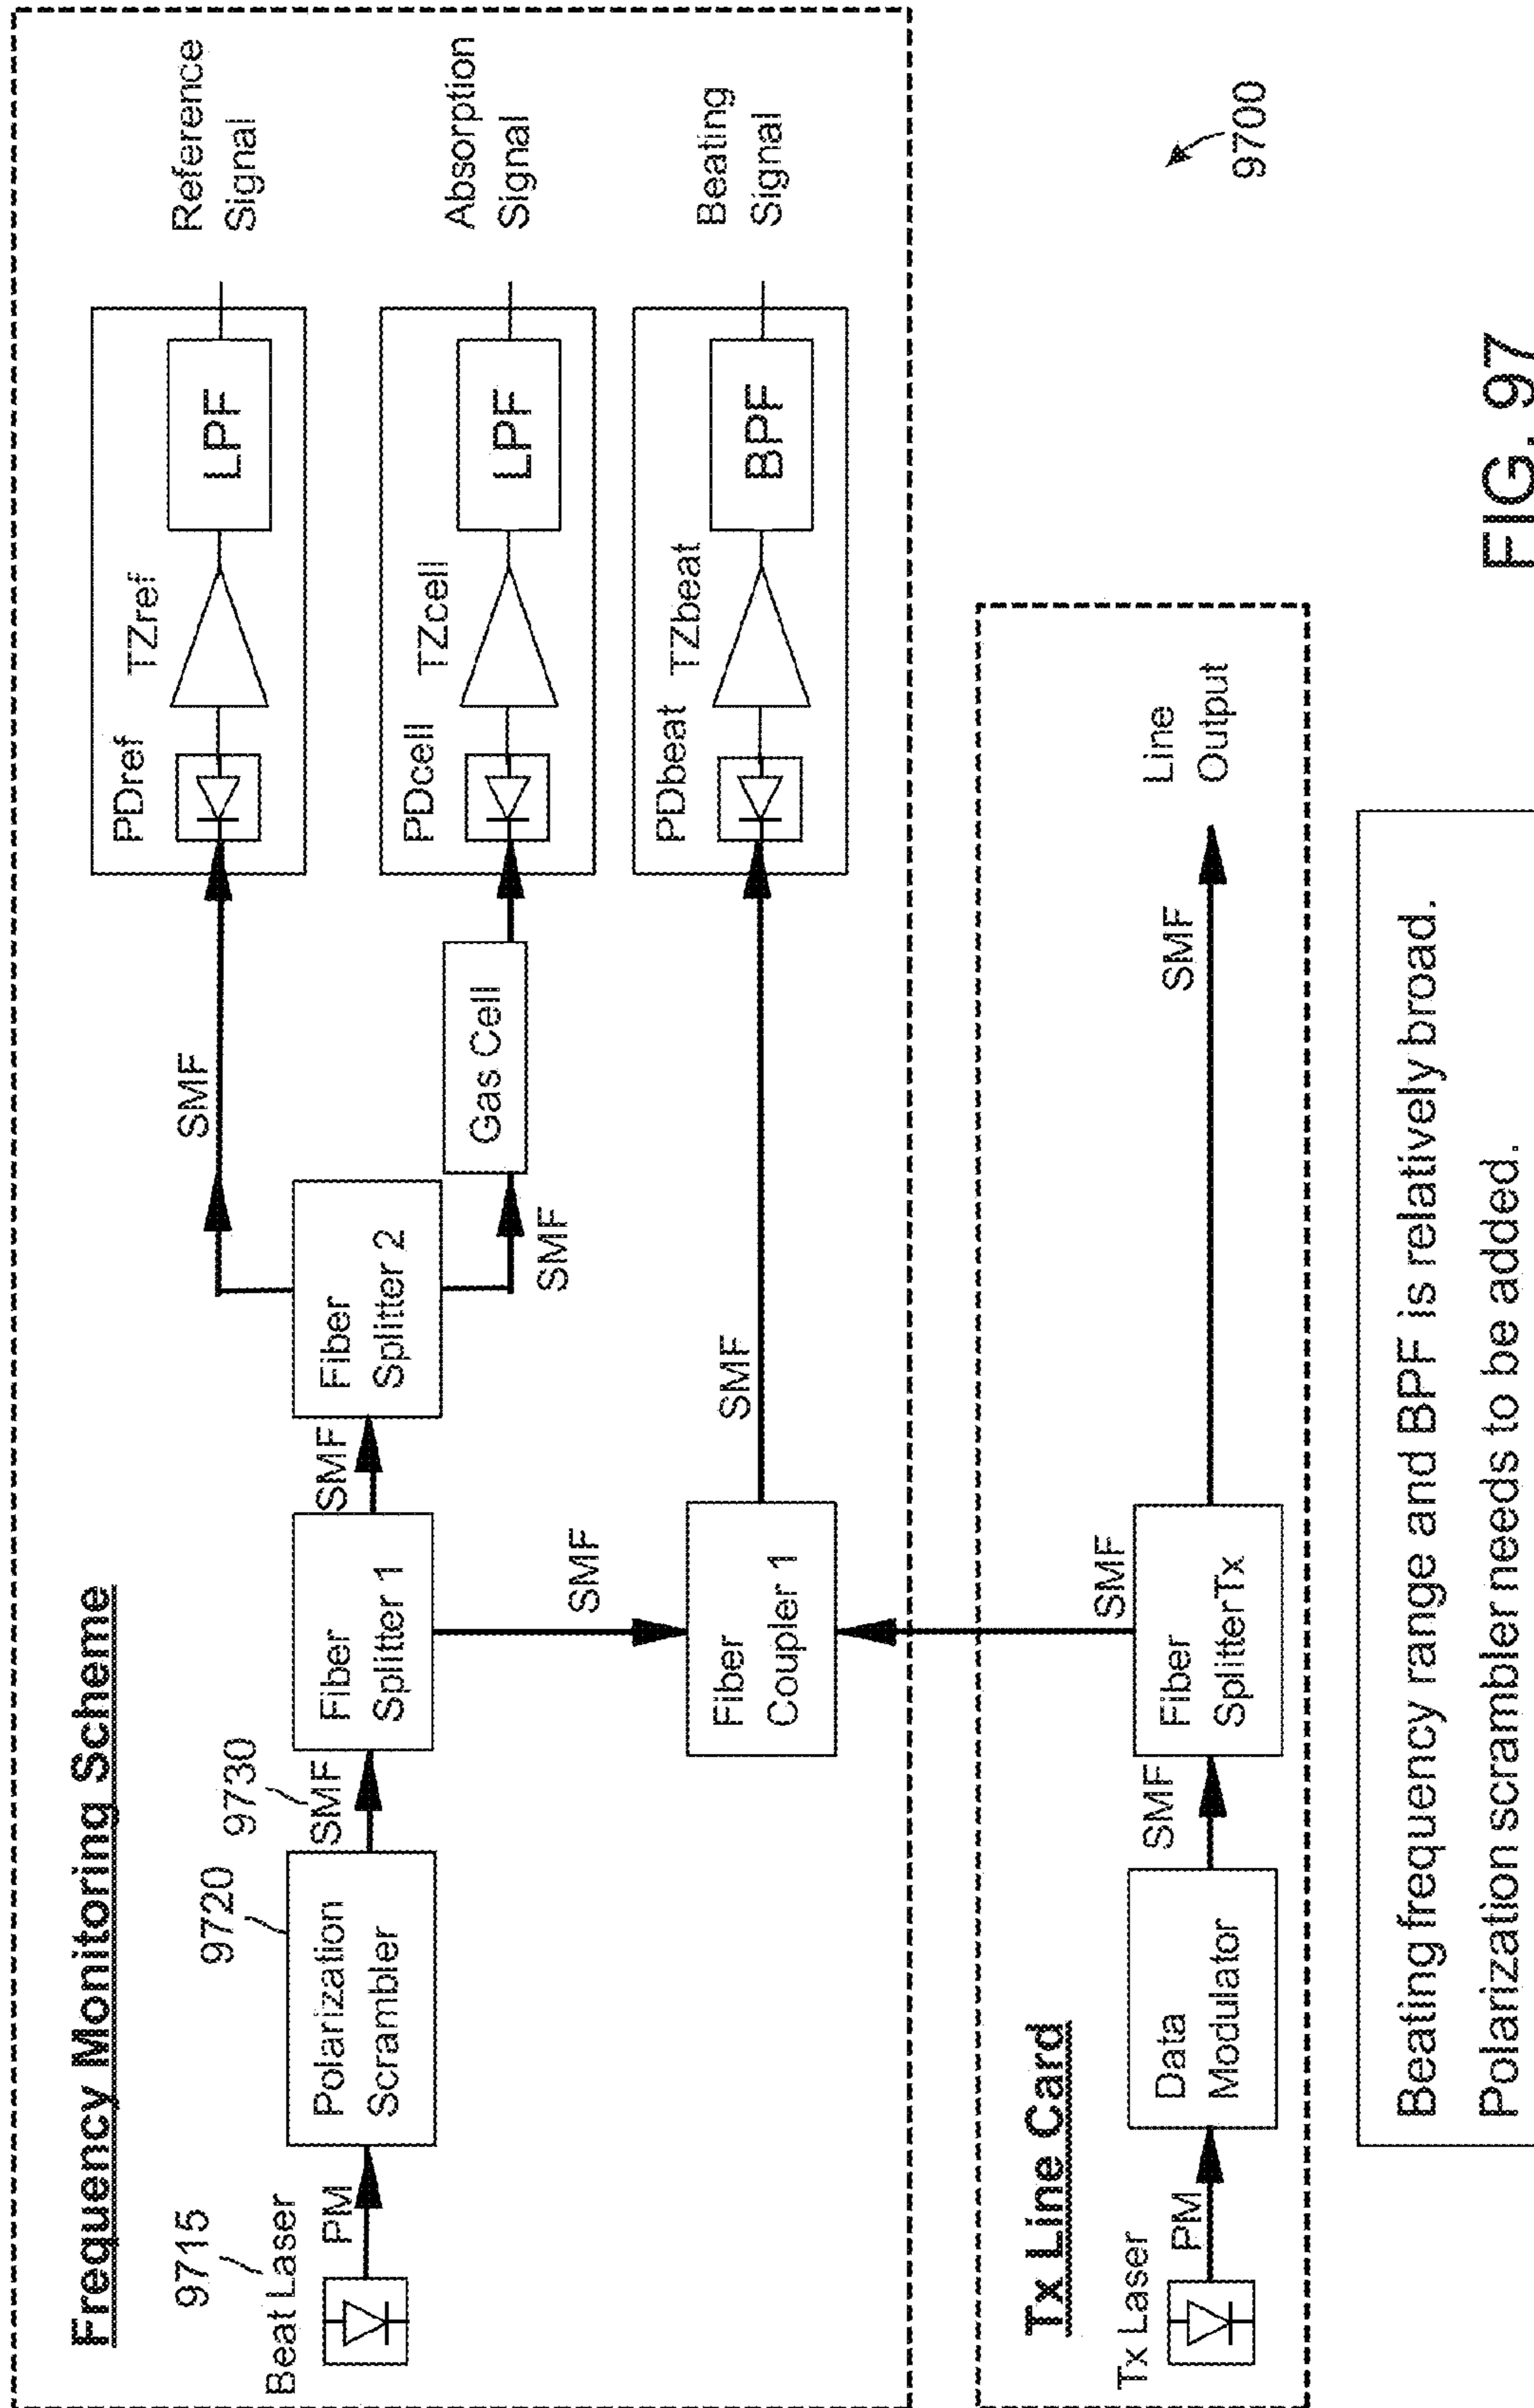 Frequency Monitoring Scheme
9715
Beat Laser
PM
9720
Polarization
Scrambler
9730
SMF
Fiber
Splitter 1
SMF
Fiber
Splitter 2
SMF
SMF
Gas Cell
PDref
TZref
LPF
Reference
Signal
PDcell
TZcell
LPF
Absorption
Signal
SMF
Fiber
Coupler 1
SMF
PDbeat
TZbeat
BPF
Beating
Signal
Tx Line Card
Tx Laser
PM
Data
Modulator
SMF
Fiber
SplitterTx
SMF
SMF
Line
Output
9700
Beating frequency range and BPF is relatively broad.
Polarization scrambler needs to be added.
FIG. 97